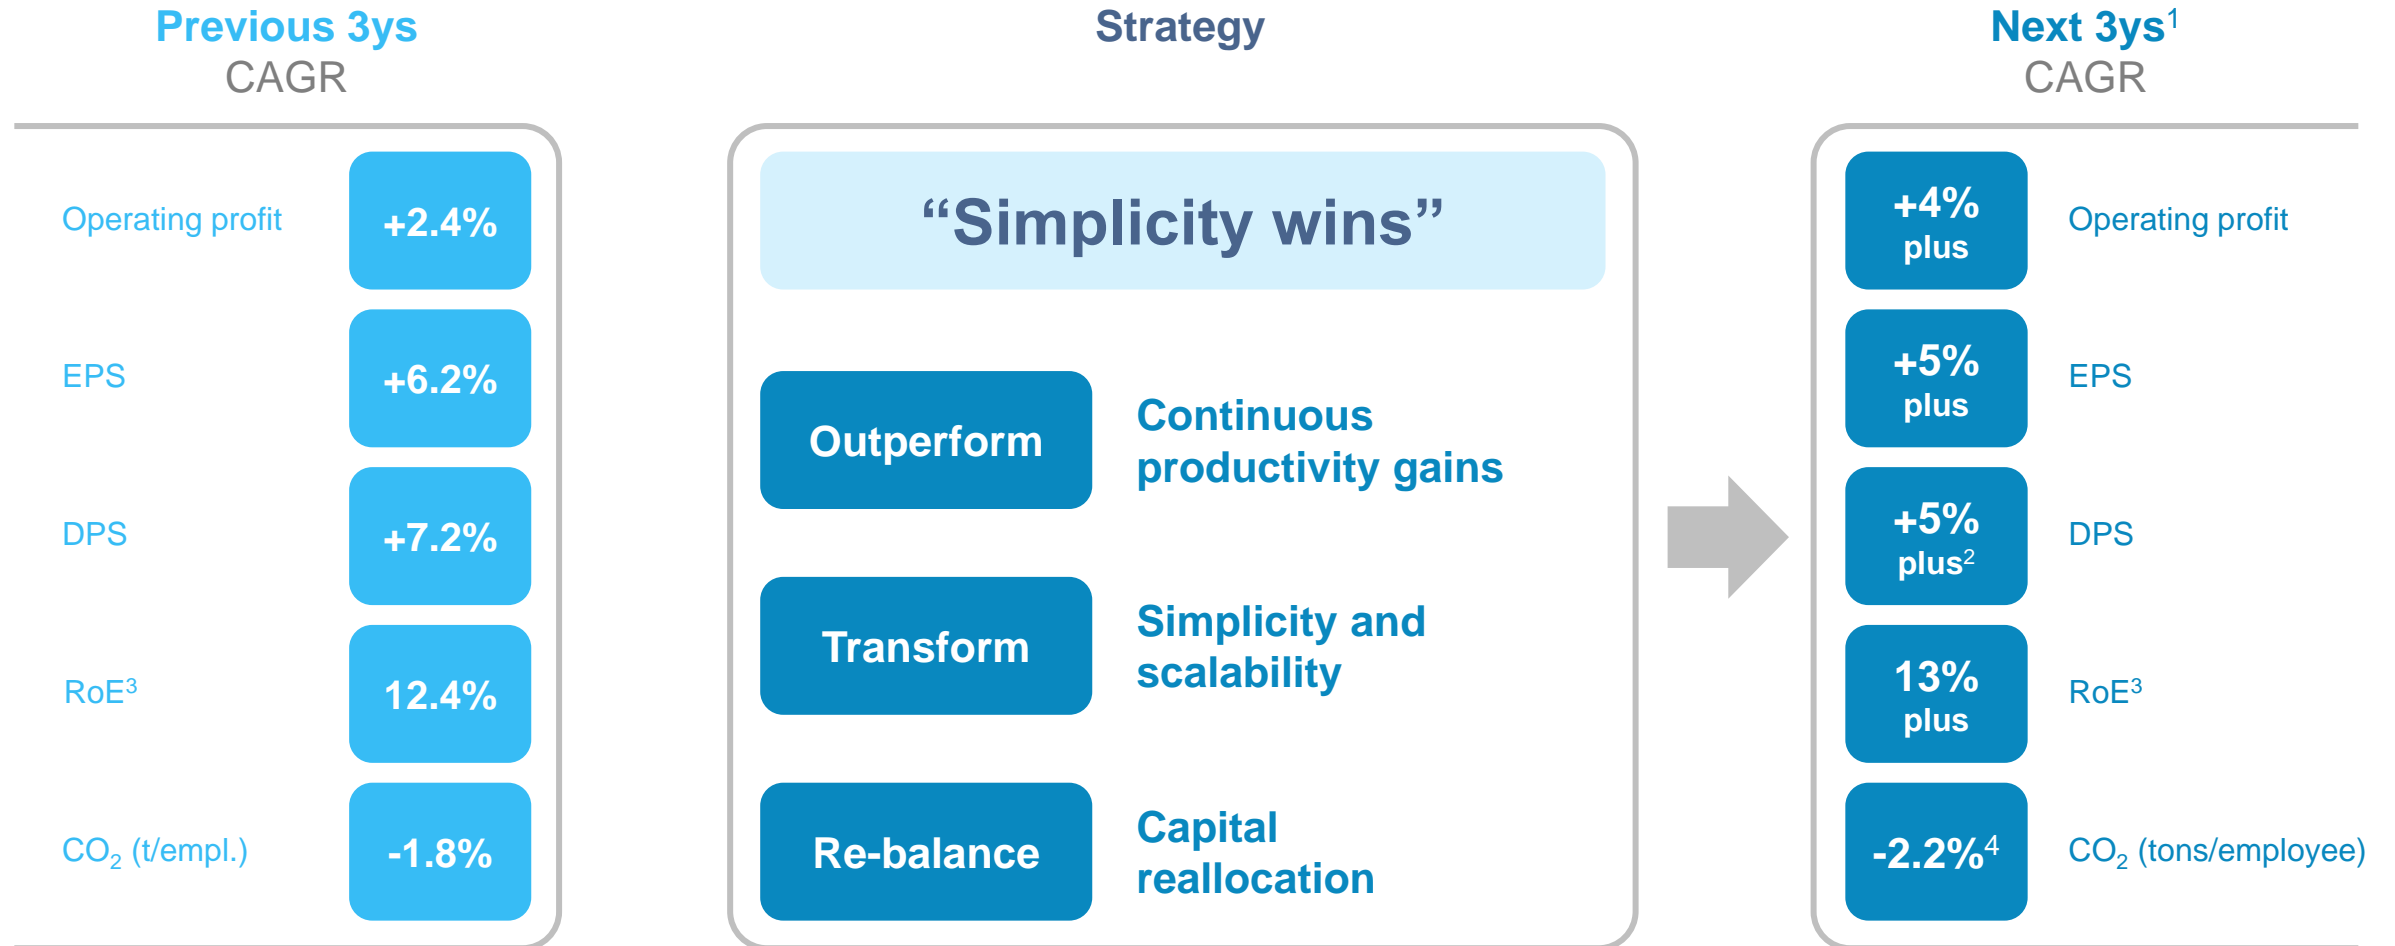 Previous 3ys
CAGR
Operating profit
+2.4%
EPS
+6.2%
DPS
+7.2%
RoE³
12.4%
CO₂ (t/empl.)
-1.8%
Strategy
“Simplicity wins”
Outperform
Continuous
productivity gains
Transform
Simplicity and
scalability
Re-balance
Capital
reallocation
Next 3ys¹
CAGR
+4%
plus
Operating profit
+5%
plus
EPS
+5%
plus²
DPS
13%
plus
RoE³
-2.2%⁴
CO₂ (tons/employee)